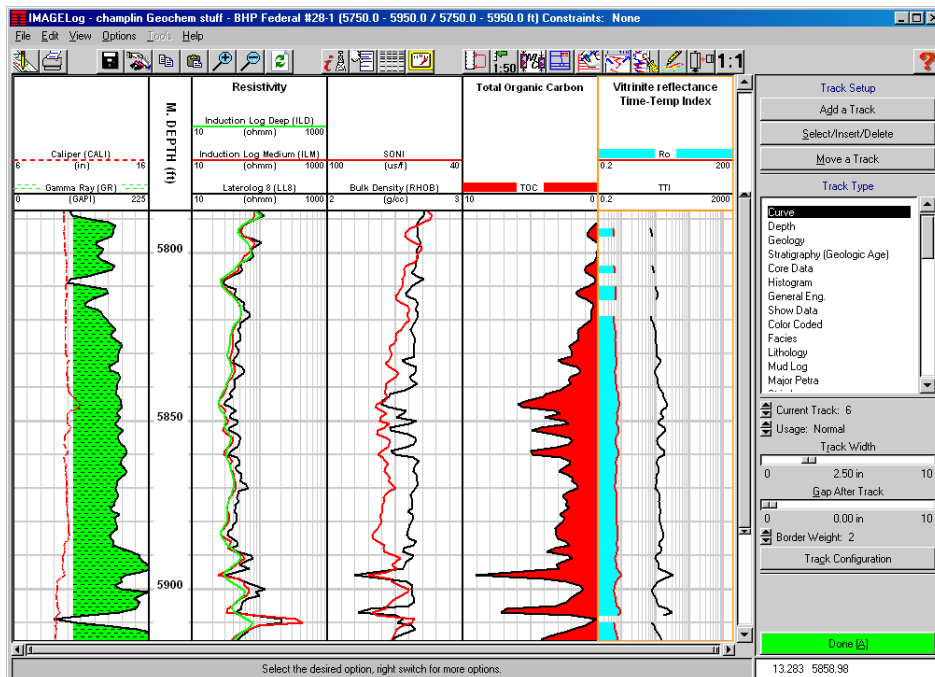 IMAGELog - champlin Geochem stuff - BHP Federal #28-1 (5750.0 - 5950.0 / 5750.0 - 5950.0 ft) Constraints: None
File Edit View Options Tools Help
1:50 1:1 ?
Resistivity Total Organic Carbon Vitrinite reflectance
Time-Temp Index
M. DEPTH (ft)
Induction Log Deep (ILD)
10 (ohmm) 1000
Caliper (CALI) Induction Log Medium (ILM) SONI Ro
6 (in) 16 10 (ohmm) 1000 100 (us/f) 40 0.2 200
Gamma Ray (GR) Laterolog 8 (LL8) Bulk Density (RHOB) TOC TTI
0 (GAPI) 225 10 (ohmm) 1000 2 (g/cc) 3 10 0 0.2 2000
5800
5850
5900
Track Setup
Add a Track
Select/Insert/Delete
Move a Track
Track Type
Curve
Depth
Geology
Stratigraphy (Geologic Age)
Core Data
Histogram
General Eng.
Show Data
Color Coded
Facies
Lithology
Mud Log
Major Petra
Current Track: 6
Usage: Normal
Track Width
0 2.50 in 10
Gap After Track
0 0.00 in 10
Border Weight: 2
Track Configuration
Done [A]
Select the desired option, right switch for more options.
13.283 5858.98